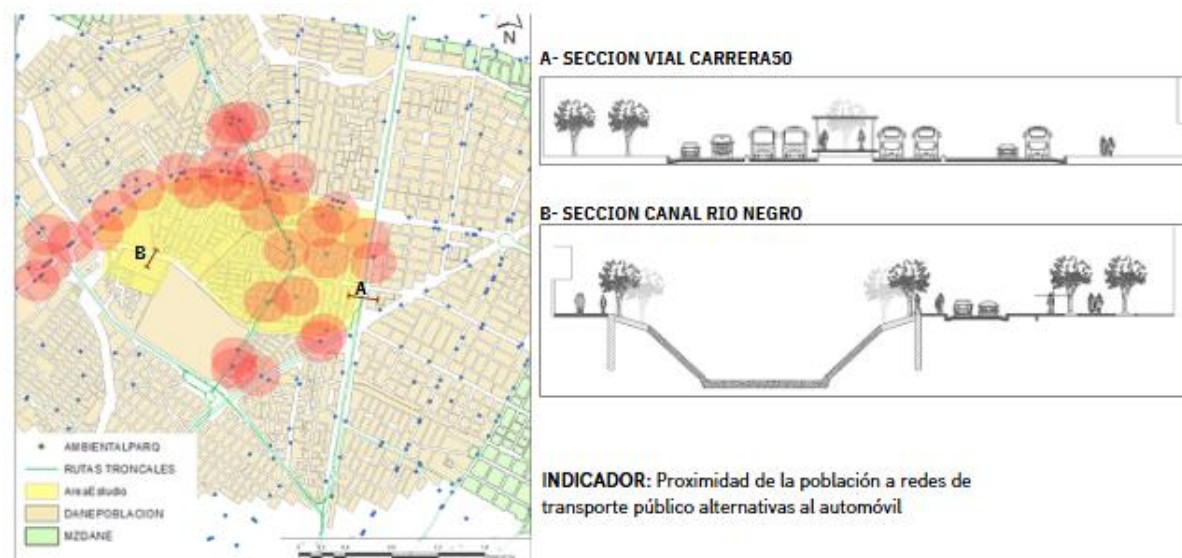 N
A- SECCION VIAL CARRERA50
B- SECCION CANAL RIO NEGRO
B
A
AMBIENTALPARQ
RUTAS TRONCALES
AreaEstudio
DANEPOBLACION
MZDANE
INDICADOR: Proximidad de la población a redes de
transporte público alternativas al automóvil